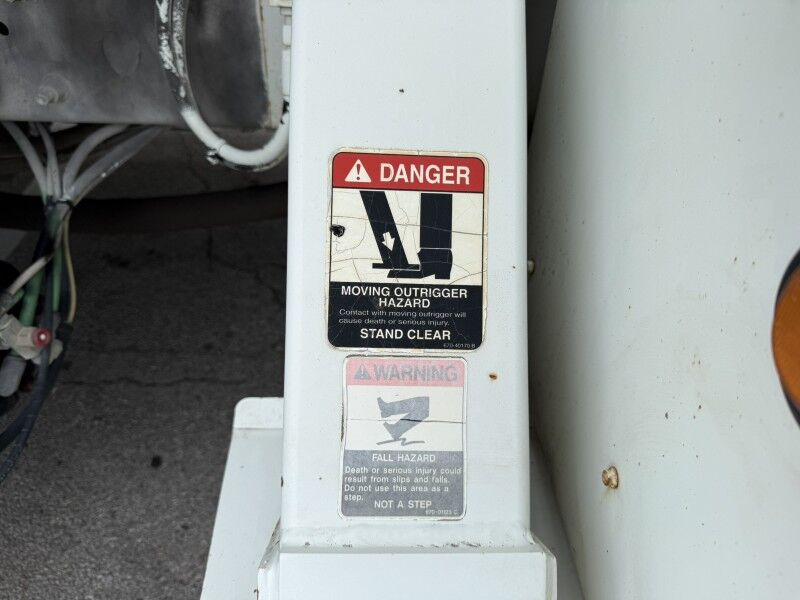 DANGER
MOVING OUTRIGGER
HAZARD
Contact with moving outrigger will
cause death or serious injury.
STAND CLEAR
670-40170 B
WARNING
FALL HAZARD
Death or serious injury could
result from slips and falls.
Do not use this area as a
step.
NOT A STEP